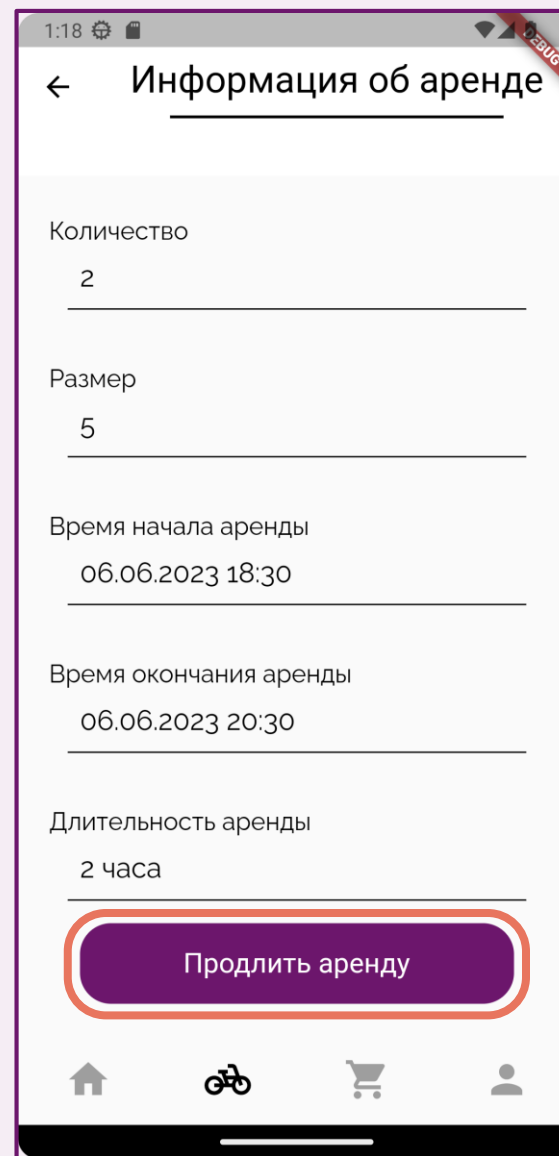 1:18
DEBUG
Информация об аренде
Количество
2
Размер
5
Время начала аренды
06.06.2023 18:30
Время окончания аренды
06.06.2023 20:30
Длительность аренды
2 часа
Продлить аренду